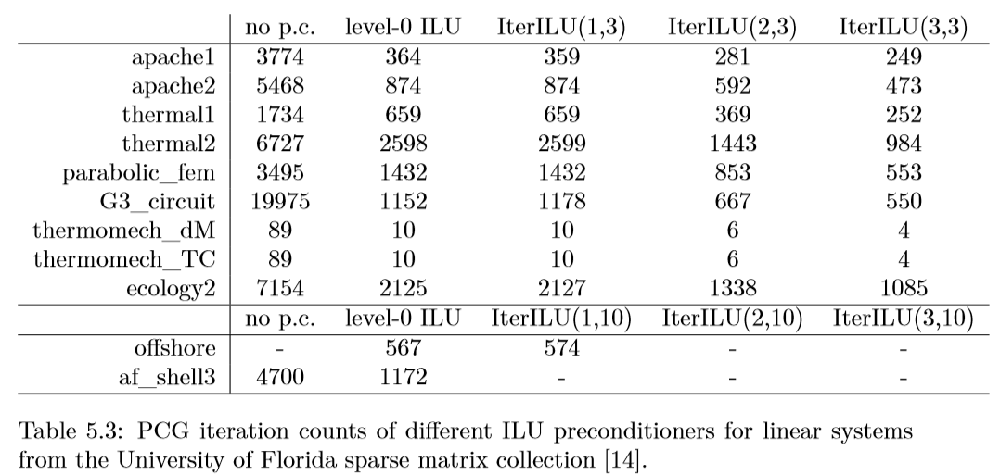 no p.c. level-0 ILU IterILU(1,3) IterILU(2,3) IterILU(3,3)
apache1 3774 364 359 281 249
apache2 5468 874 874 592 473
thermal1 1734 659 659 369 252
thermal2 6727 2598 2599 1443 984
parabolic_fem 3495 1432 1432 853 553
G3_circuit 19975 1152 1178 667 550
thermomech_dM 89 10 10 6 4
thermomech_TC 89 10 10 6 4
ecology2 7154 2125 2127 1338 1085
no p.c. level-0 ILU IterILU(1,10) IterILU(2,10) IterILU(3,10)
offshore - 567 574 - -
af_shell3 4700 1172 - - -
Table 5.3: PCG iteration counts of different ILU preconditioners for linear systems
from the University of Florida sparse matrix collection [14].